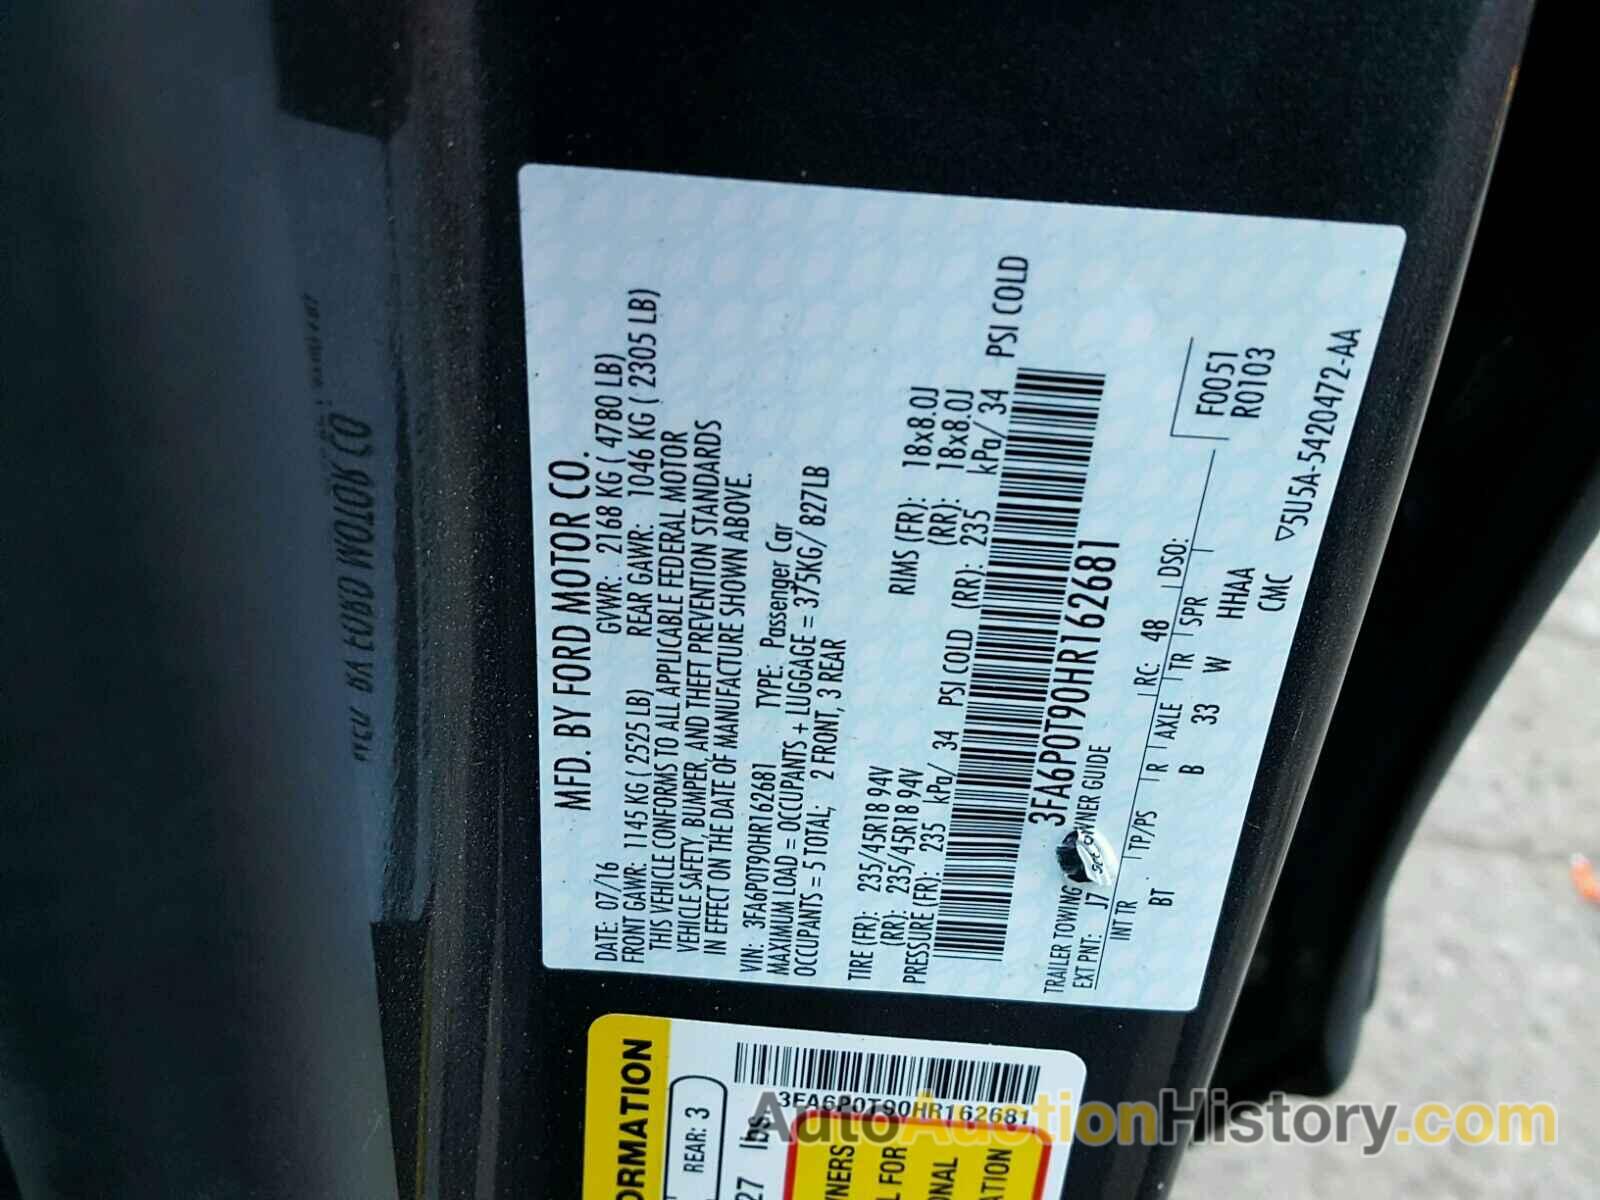 MFD. BY FORD MOTOR CO.
DATE: 07/16 GVWR: 2168 KG ( 4780 LB)
FRONT GAWR: 1145 KG ( 2525 LB) REAR GAWR: 1046 KG ( 2305 LB)
THIS VEHICLE CONFORMS TO ALL APPLICABLE FEDERAL MOTOR
VEHICLE SAFETY, BUMPER, AND THEFT PREVENTION STANDARDS
IN EFFECT ON THE DATE OF MANUFACTURE SHOWN ABOVE.
VIN: 3FA6P0T90HR162681 TYPE: Passenger Car
MAXIMUM LOAD = OCCUPANTS + LUGGAGE = 375KG/ 827LB
OCCUPANTS = 5 TOTAL; 2 FRONT, 3 REAR
TIRE (FR): 235/45R18 94V RIMS (FR): 18x8.0J
(RR): 235/45R18 94V (RR): 18x8.0J
PRESSURE (FR): 235 kPa/ 34 PSI COLD (RR): 235 kPa/ 34 PSI COLD
3FA6P0T90HR162681
TRAILER TOWING OWNER GUIDE
EXT PNT: J7 RC: 48 DSO:
INT TR TP/PS R AXLE TR SPR
BT B 33 W HHAA
CMC
F0051
R0103
▽5U5A-5420472-AA
ORMATION
REAR: 3
27 lbs.
3FA6P0T90HR162681
WNERS
L FOR
ONAL
ATION
AutoAuctionHistory.com